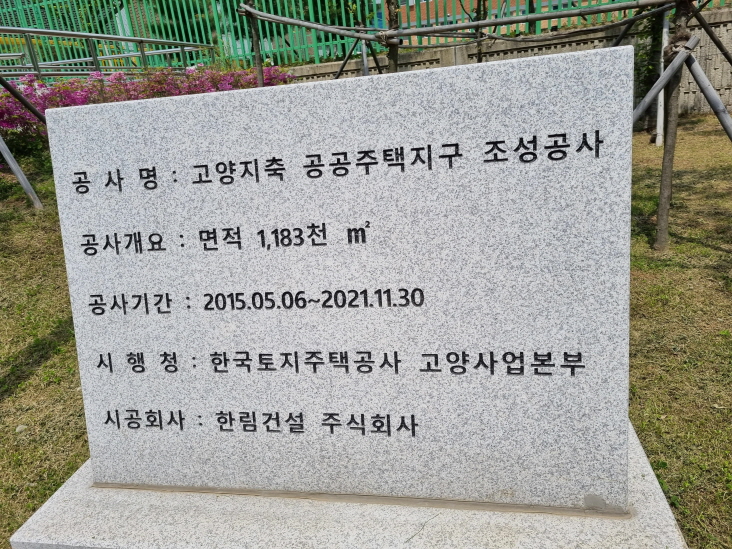 공 사 명 : 고양지축 공공주택지구 조성공사
공사개요 : 면적 1,183천 ㎡
공사기간 : 2015.05.06~2021.11.30
시 행 청 : 한국토지주택공사 고양사업본부
시공회사 : 한림건설 주식회사